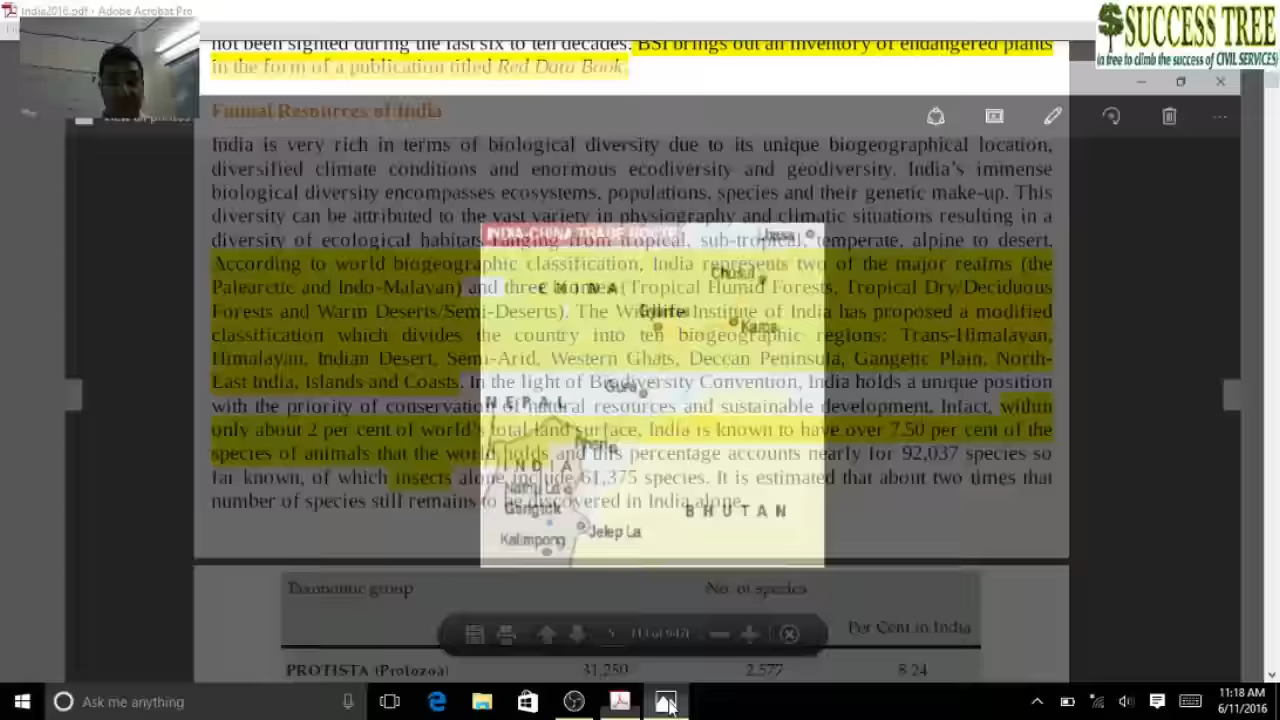 India2016.pdf - Adobe Acrobat Pro
SUCCESS TREE
(a tree to climb the success of CIVIL SERVICES)
not been sighted during the last six to ten decades. BSI brings out an inventory of endangered plants
in the form of a publication titled Red Data Book.
Faunal Resources of India
India is very rich in terms of biological diversity due to its unique biogeographical location,
diversified climate conditions and enormous ecodiversity and geodiversity. India's immense
biological diversity encompasses ecosystems, populations, species and their genetic make-up. This
diversity can be attributed to the vast variety in physiography and climatic situations resulting in a
diversity of ecological habitats ranging from tropical, sub-tropical, temperate, alpine to desert.
According to world biogeographic classification, India represents two of the major realms (the
Palearctic and Indo-Malayan) and three biomes (Tropical Humid Forests, Tropical Dry/Deciduous
Forests and Warm Deserts/Semi-Deserts). The Wildlife Institute of India has proposed a modified
classification which divides the country into ten biogeographic regions: Trans-Himalayan,
Himalayan, Indian Desert, Semi-Arid, Western Ghats, Deccan Peninsula, Gangetic Plain, North-
East India, Islands and Coasts. In the light of Biodiversity Convention, India holds a unique position
with the priority of conservation of natural resources and sustainable development. Infact, within
only about 2 per cent of world's total land surface, India is known to have over 7.50 per cent of the
species of animals that the world holds and this percentage accounts nearly for 92,037 species so
far known, of which insects alone include 61,375 species. It is estimated that about two times that
number of species still remains to be discovered in India alone.
INDIA-CHINA TRADE ROUTE
Lhasa
CHINA
NEPAL
INDIA
Nathu La
Gangtok
BHUTAN
Jelep La
Kalimpong
Taxonomic group
No. of species
Per Cent in India
PROTISTA (Protozoa) 31,250 2,577 8.24
Ask me anything
11:18 AM
6/11/2016